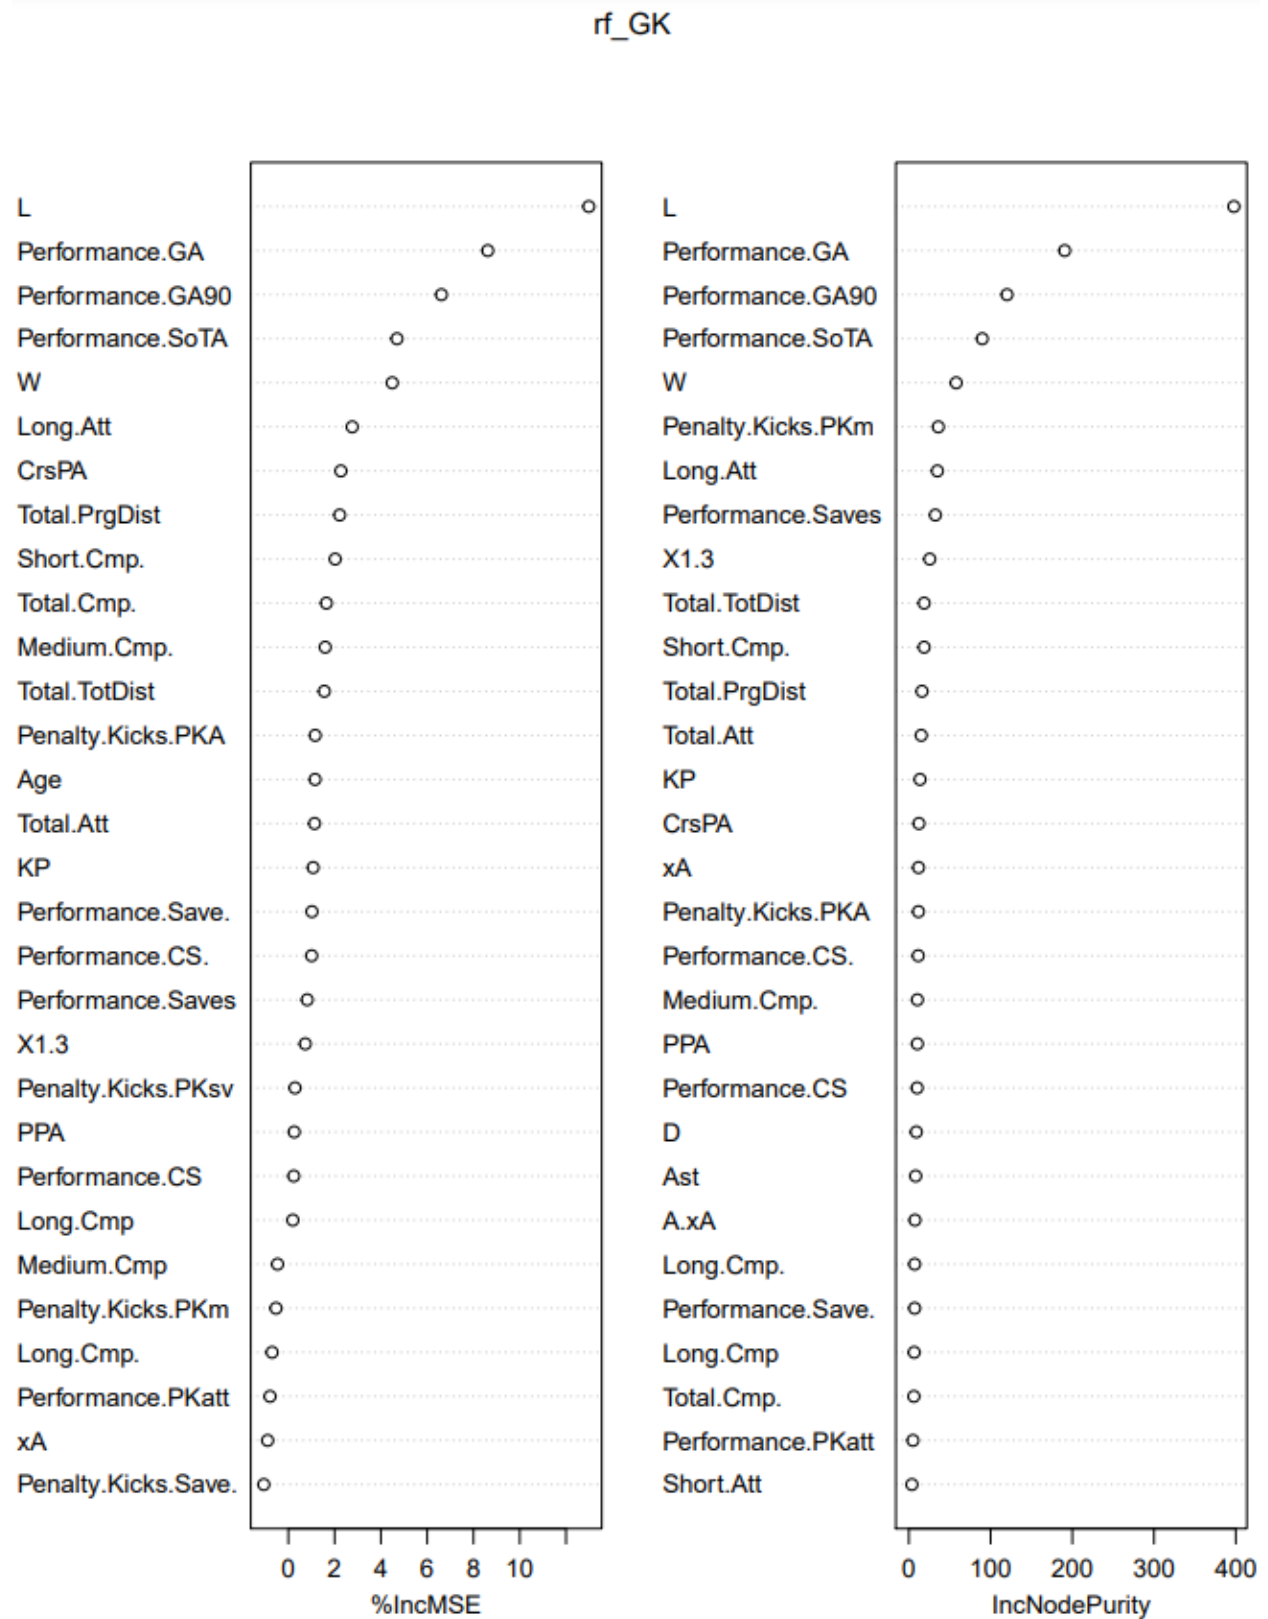 rf_GK
L
Performance.GA
Performance.GA90
Performance.SoTA
W
Long.Att
CrsPA
Total.PrgDist
Short.Cmp.
Total.Cmp.
Medium.Cmp.
Total.TotDist
Penalty.Kicks.PKA
Age
Total.Att
KP
Performance.Save.
Performance.CS.
Performance.Saves
X1.3
Penalty.Kicks.PKsv
PPA
Performance.CS
Long.Cmp
Medium.Cmp
Penalty.Kicks.PKm
Long.Cmp.
Performance.PKatt
xA
Penalty.Kicks.Save.
0 2 4 6 8 10
%IncMSE
L
Performance.GA
Performance.GA90
Performance.SoTA
W
Penalty.Kicks.PKm
Long.Att
Performance.Saves
X1.3
Total.TotDist
Short.Cmp.
Total.PrgDist
Total.Att
KP
CrsPA
xA
Penalty.Kicks.PKA
Performance.CS.
Medium.Cmp.
PPA
Performance.CS
D
Ast
A.xA
Long.Cmp.
Performance.Save.
Long.Cmp
Total.Cmp.
Performance.PKatt
Short.Att
0 100 200 300 400
IncNodePurity